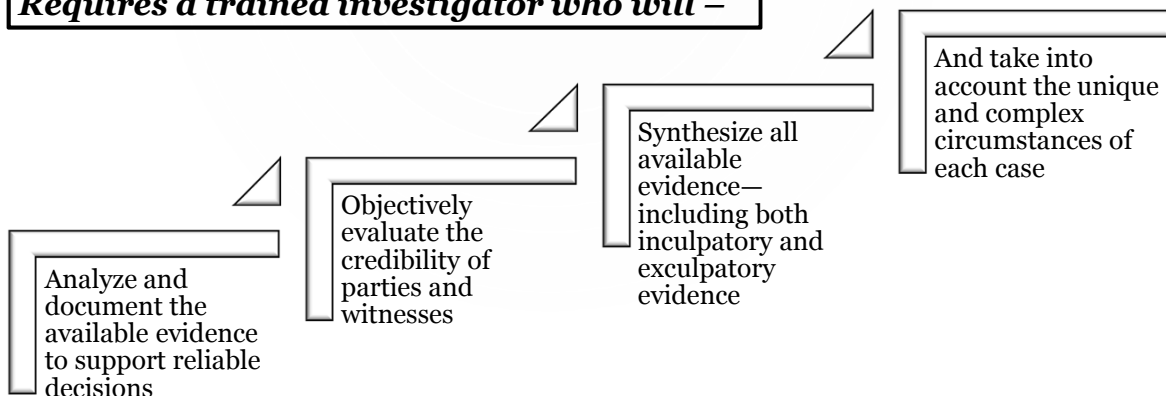 Requires a trained investigator who will –
Analyze and
document the
available evidence
to support reliable
decisions
Objectively
evaluate the
credibility of
parties and
witnesses
Synthesize all
available
evidence—
including both
inculpatory and
exculpatory
evidence
And take into
account the unique
and complex
circumstances of
each case